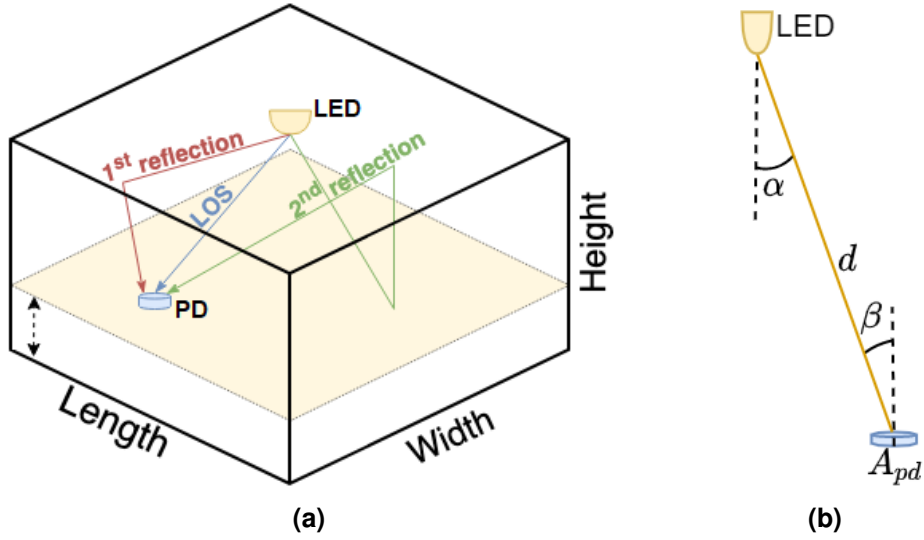 LED
1st reflection
LOS
2nd reflection
PD
Height
Length
Width
(a)
LED
α
d
β
A_pd
(b)